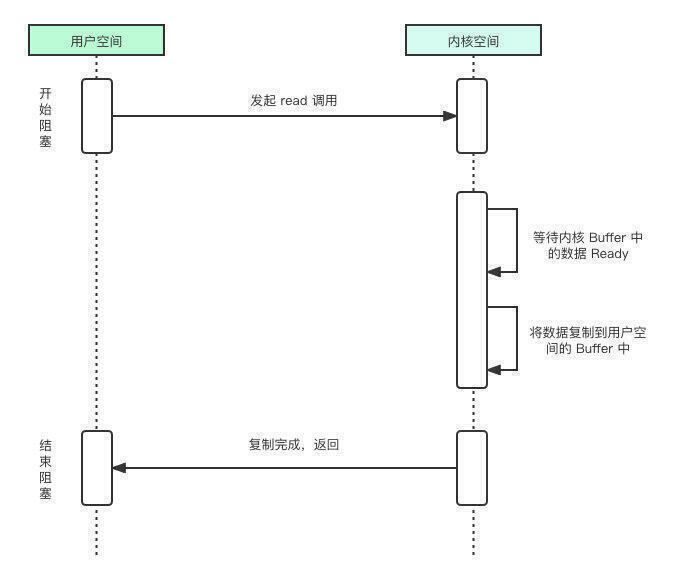 用户空间
内核空间
开
始
阻
塞
发起 read 调用
等待内核 Buffer 中
的数据 Ready
将数据复制到用户空
间的 Buffer 中
结
束
阻
塞
复制完成，返回